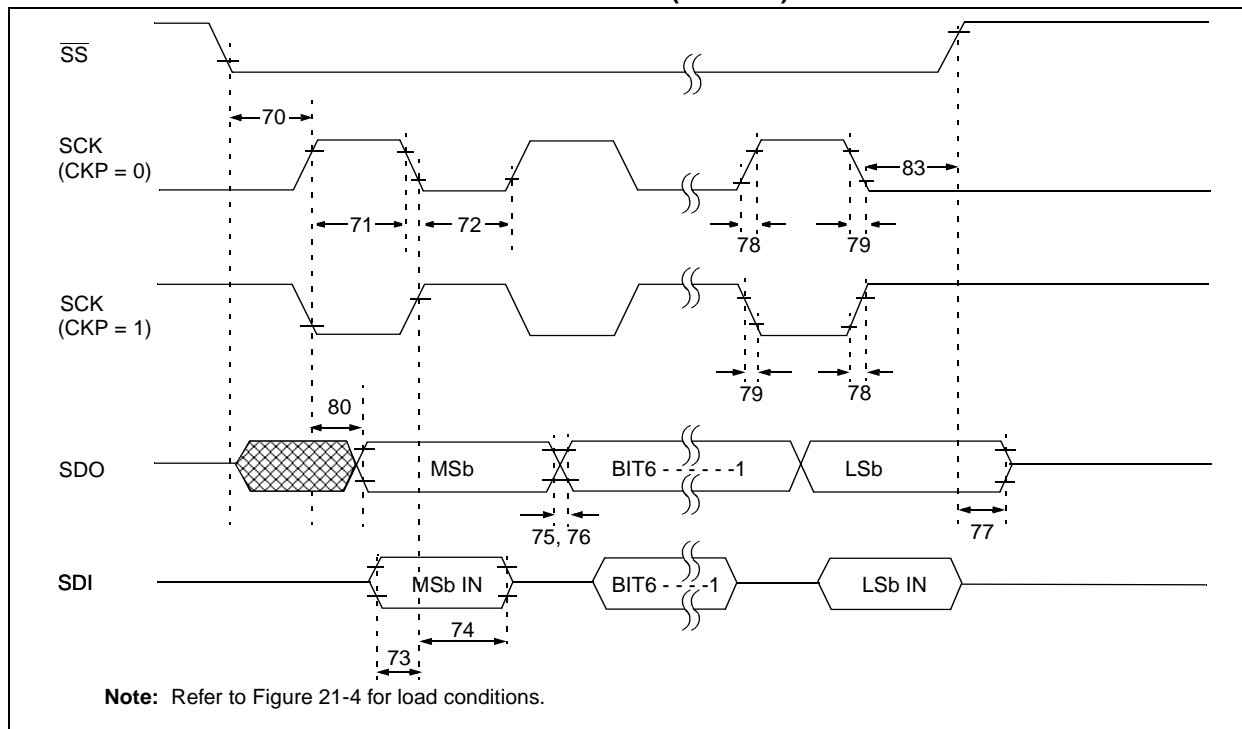 SS
70
SCK
(CKP = 0)
83
71
72
78
79
SCK
(CKP = 1)
79
78
80
SDO
MSb
BIT6 - - - - - - -1
LSb
75, 76
77
SDI
MSb IN
BIT6 - - - - -1
LSb IN
74
73
Note: Refer to Figure 21-4 for load conditions.